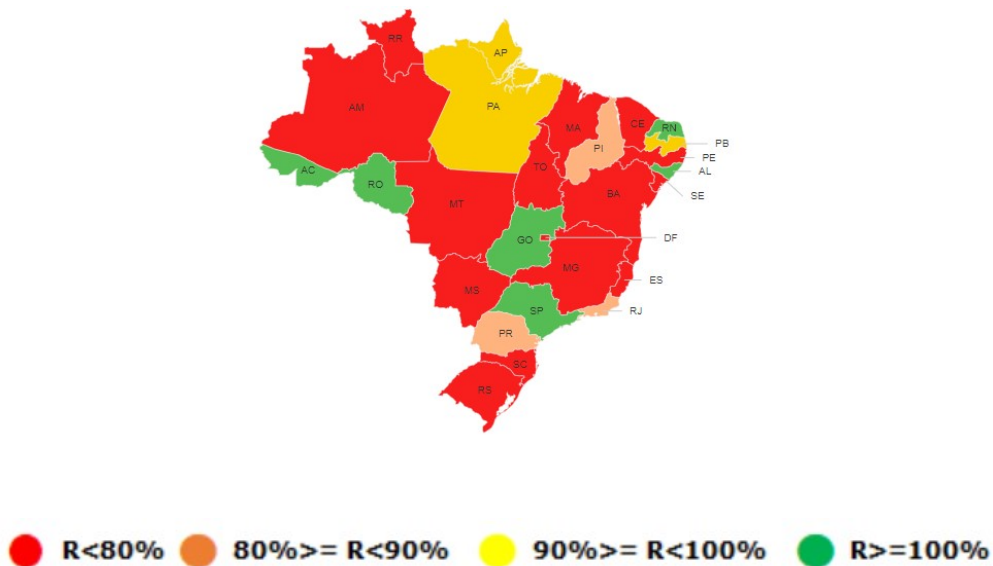 RR
AP
AM
PA
MA
CE
RN
PB
PI
PE
AC
TO
AL
RO
BA
SE
MT
GO
DF
MG
ES
MS
SP
RJ
PR
SC
RS
R<80% 80%>= R<90% 90%>= R<100% R>=100%